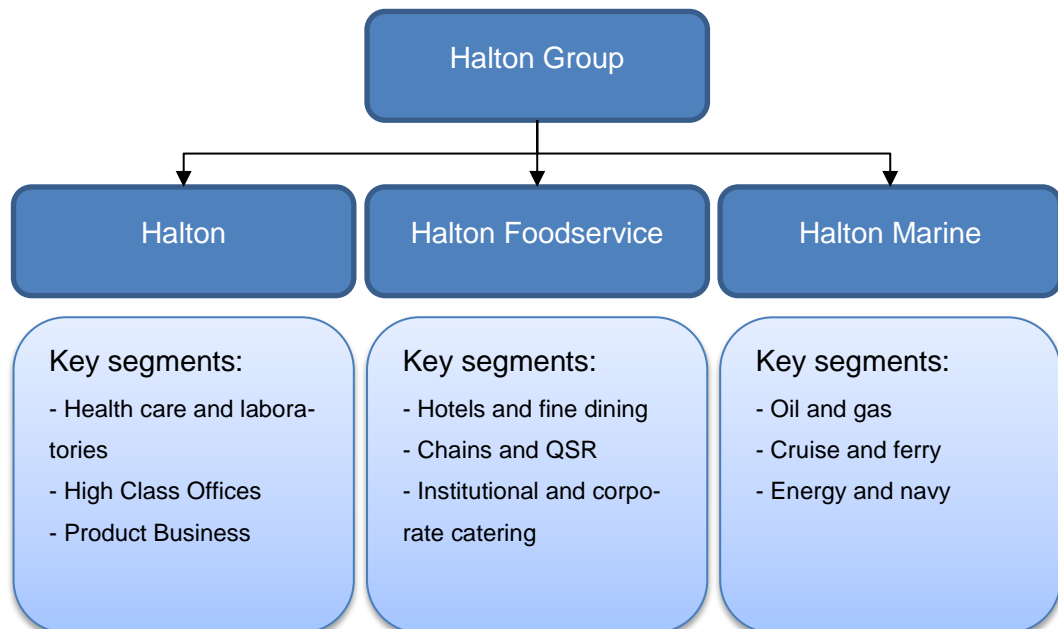 Halton Group
Halton
Halton Foodservice
Halton Marine
Key segments:
- Health care and labora-
tories
- High Class Offices
- Product Business
Key segments:
- Hotels and fine dining
- Chains and QSR
- Institutional and corpo-
rate catering
Key segments:
- Oil and gas
- Cruise and ferry
- Energy and navy